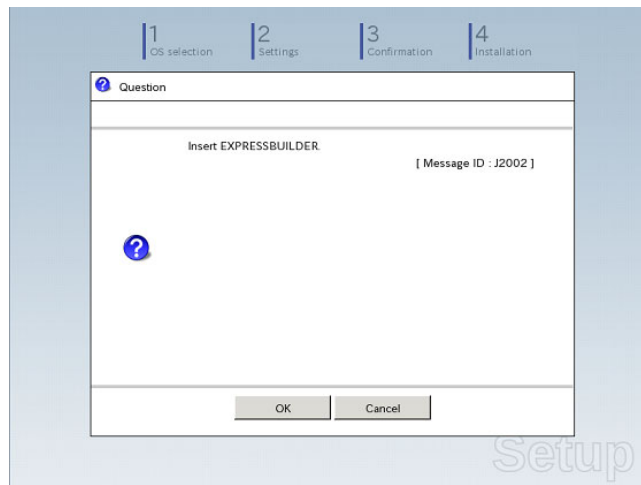 1
OS selection
2
Settings
3
Confirmation
4
Installation
Question
Insert EXPRESSBUILDER.
[ Message ID : J2002 ]
OK
Cancel
Setup